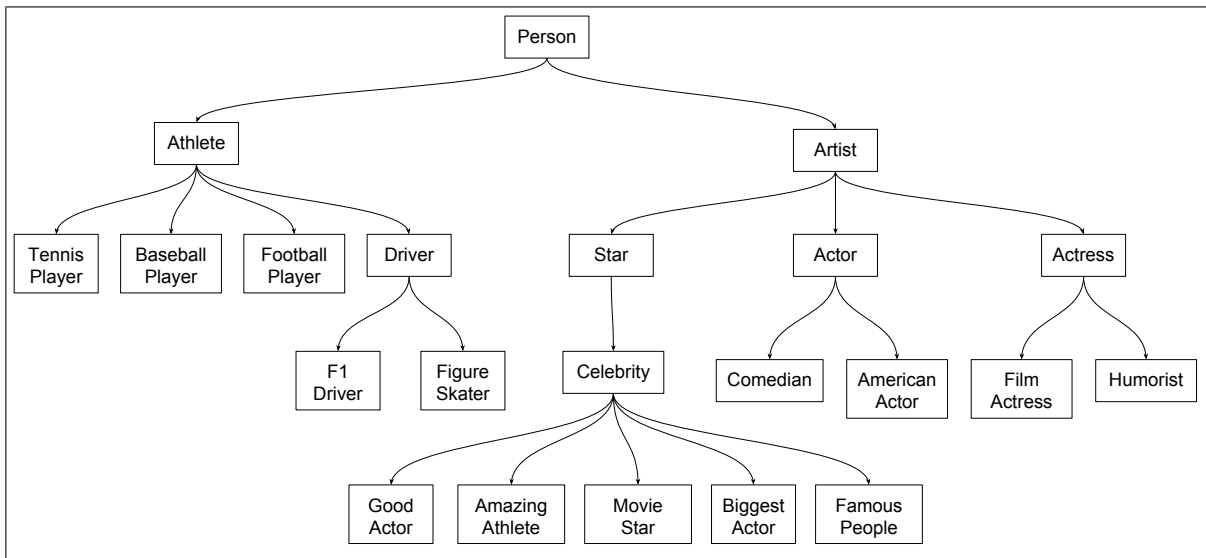 Person
Athlete
Artist
Tennis
Player
Baseball
Player
Football
Player
Driver
Star
Actor
Actress
F1
Driver
Figure
Skater
Celebrity
Comedian
American
Actor
Film
Actress
Humorist
Good
Actor
Amazing
Athlete
Movie
Star
Biggest
Actor
Famous
People